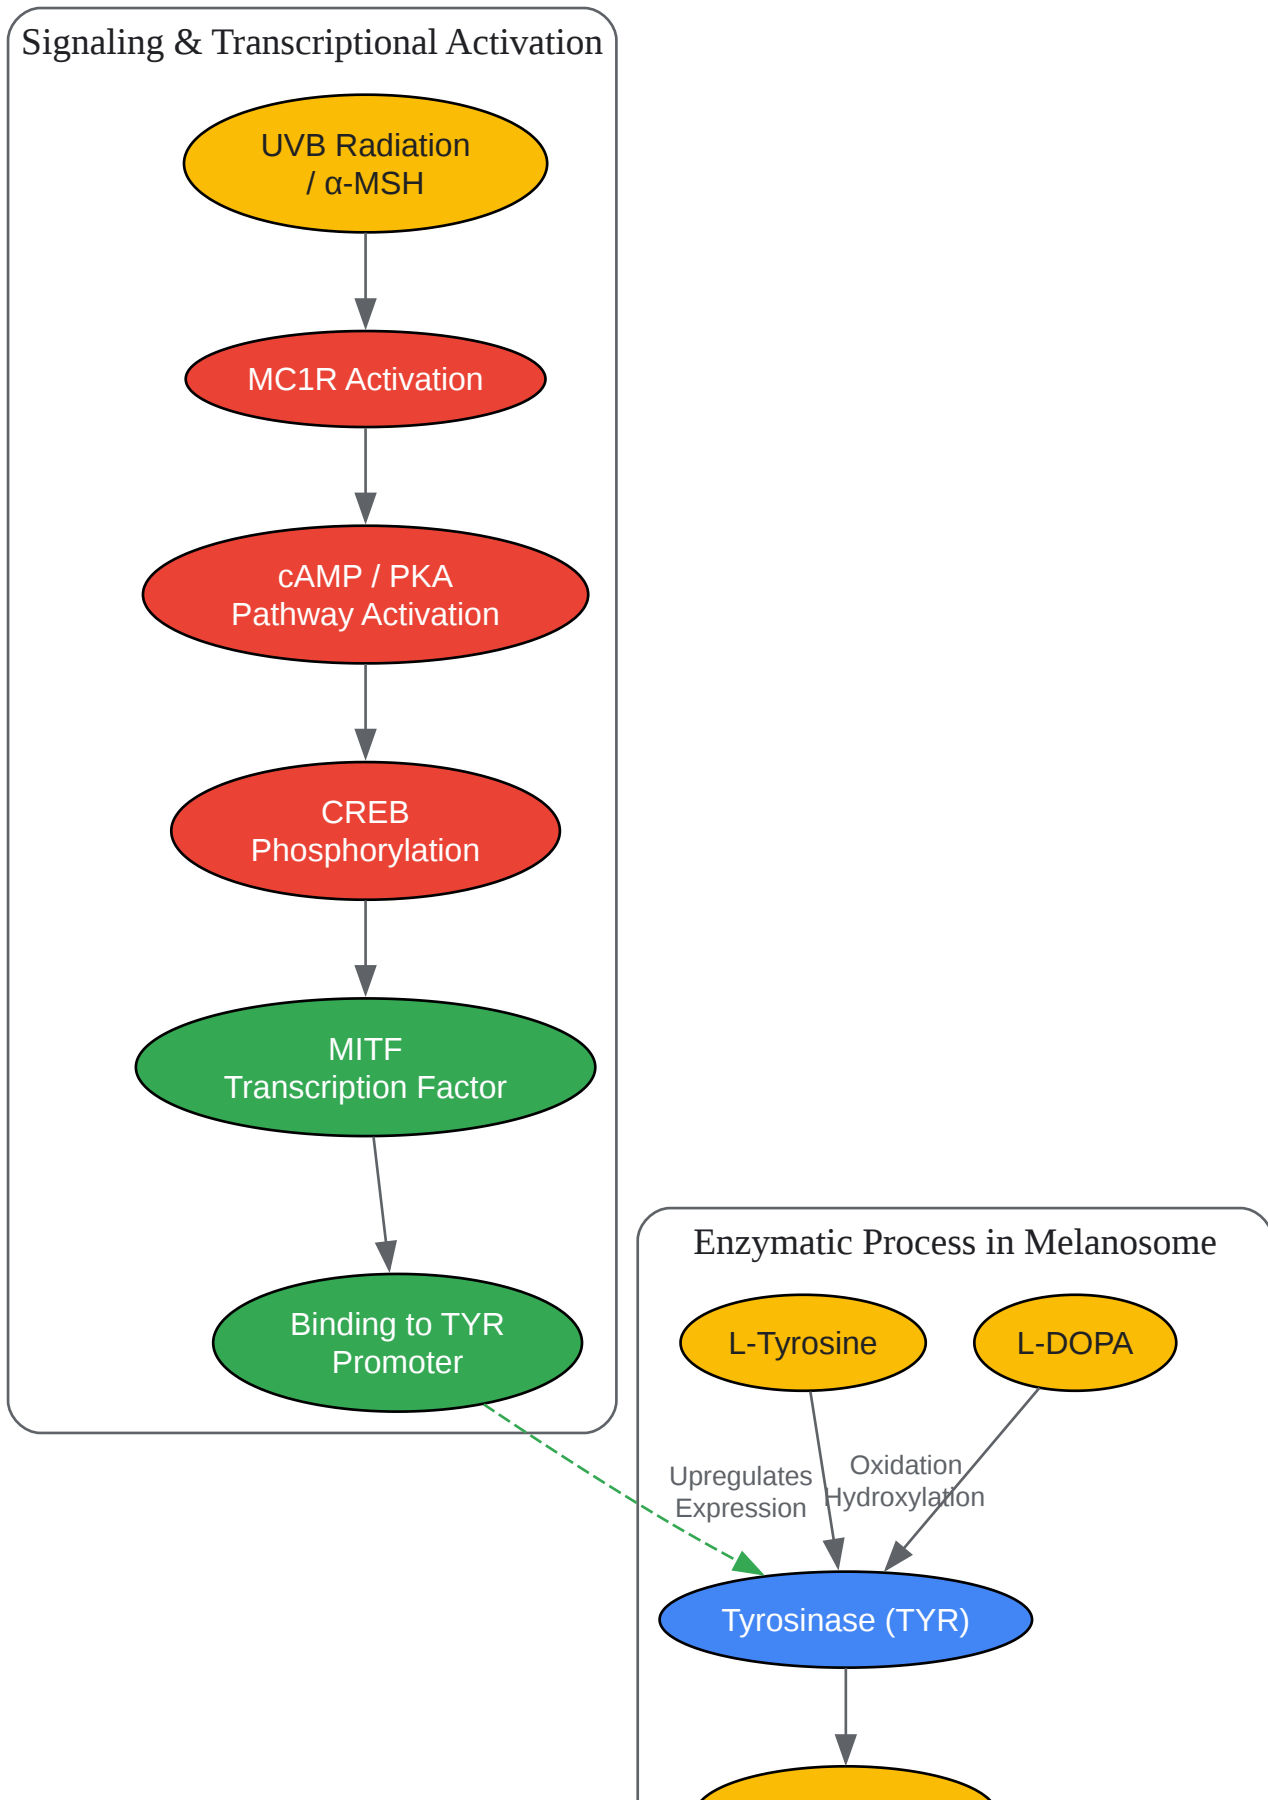 Signaling & Transcriptional Activation
UVB Radiation
/ α-MSH
MC1R Activation
cAMP / PKA
Pathway Activation
CREB
Phosphorylation
MITF
Transcription Factor
Binding to TYR
Promoter
Enzymatic Process in Melanosome
L-Tyrosine
L-DOPA
Upregulates
Expression
Oxidation
Hydroxylation
Tyrosinase (TYR)